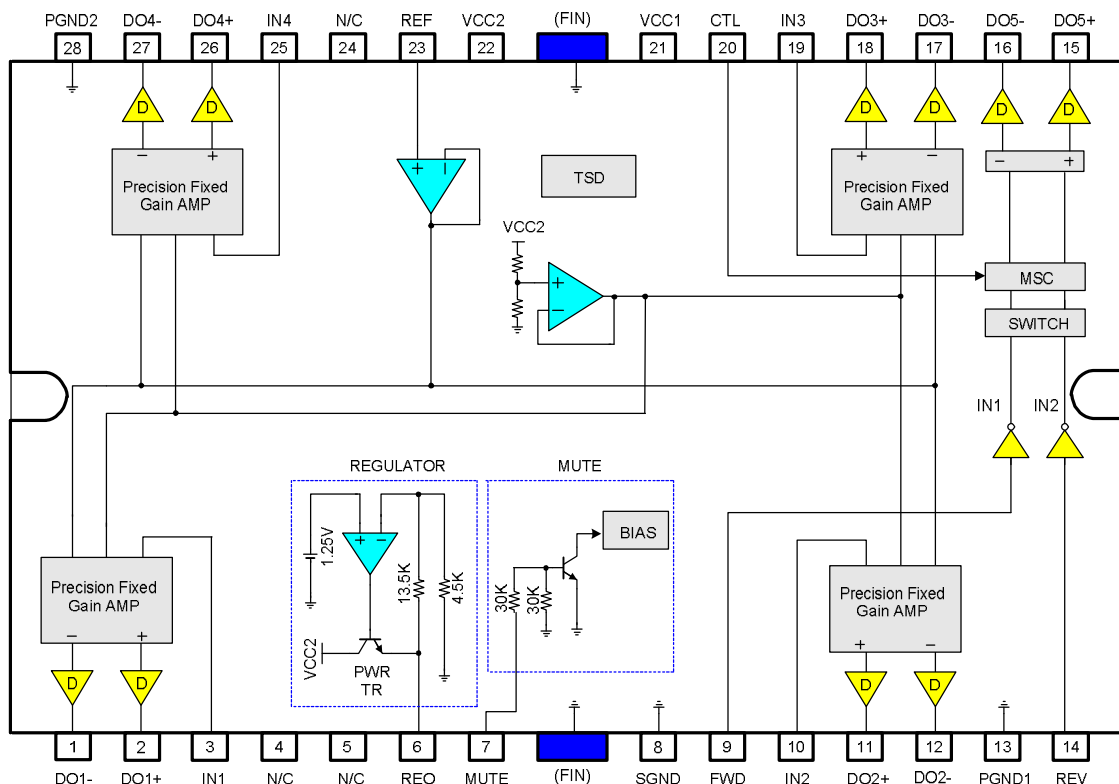 PGND2 DO4- DO4+ IN4 N/C REF VCC2 (FIN) VCC1 CTL IN3 DO3+ DO3- DO5- DO5+
28 27 26 25 24 23 22 21 20 19 18 17 16 15
D D D D D D
− + + − − +
Precision Fixed
Gain AMP
+ −
TSD
Precision Fixed
Gain AMP
VCC2
+
−
MSC
SWITCH
IN1 IN2
REGULATOR MUTE
1.25V
+ −
13.5K
4.5K
BIAS
30K
30K
Precision Fixed
Gain AMP
− +
VCC2
PWR
TR
Precision Fixed
Gain AMP
+ −
D D D D
1 2 3 4 5 6 7 8 9 10 11 12 13 14
DO1- DO1+ IN1 N/C N/C REO MUTE (FIN) SGND FWD IN2 DO2+ DO2- PGND1 REV